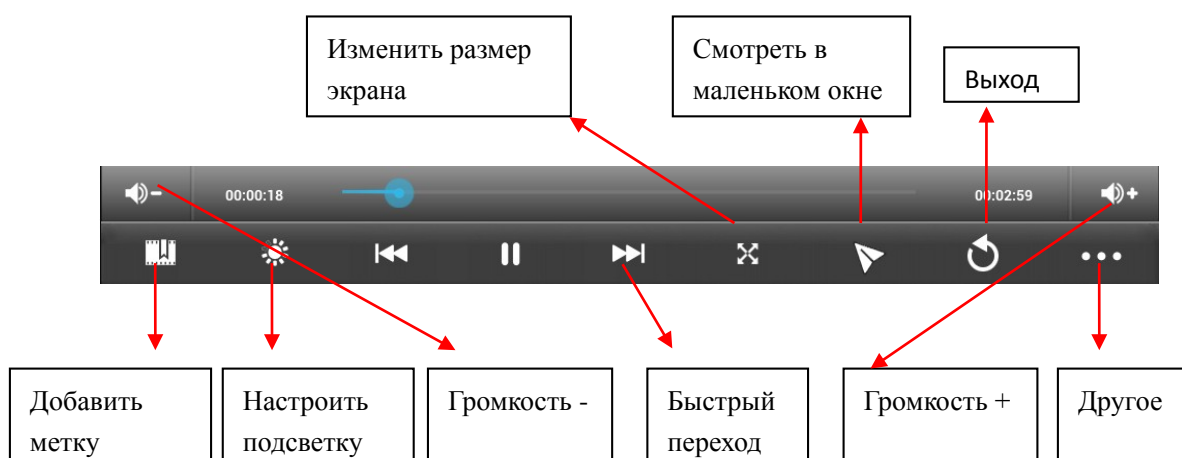 Изменить размер
экрана
Смотреть в
маленьком окне
Выход
00:00:18
00:02:59
Добавить
метку
Настроить
подсветку
Громкость -
Быстрый
переход
Громкость +
Другое